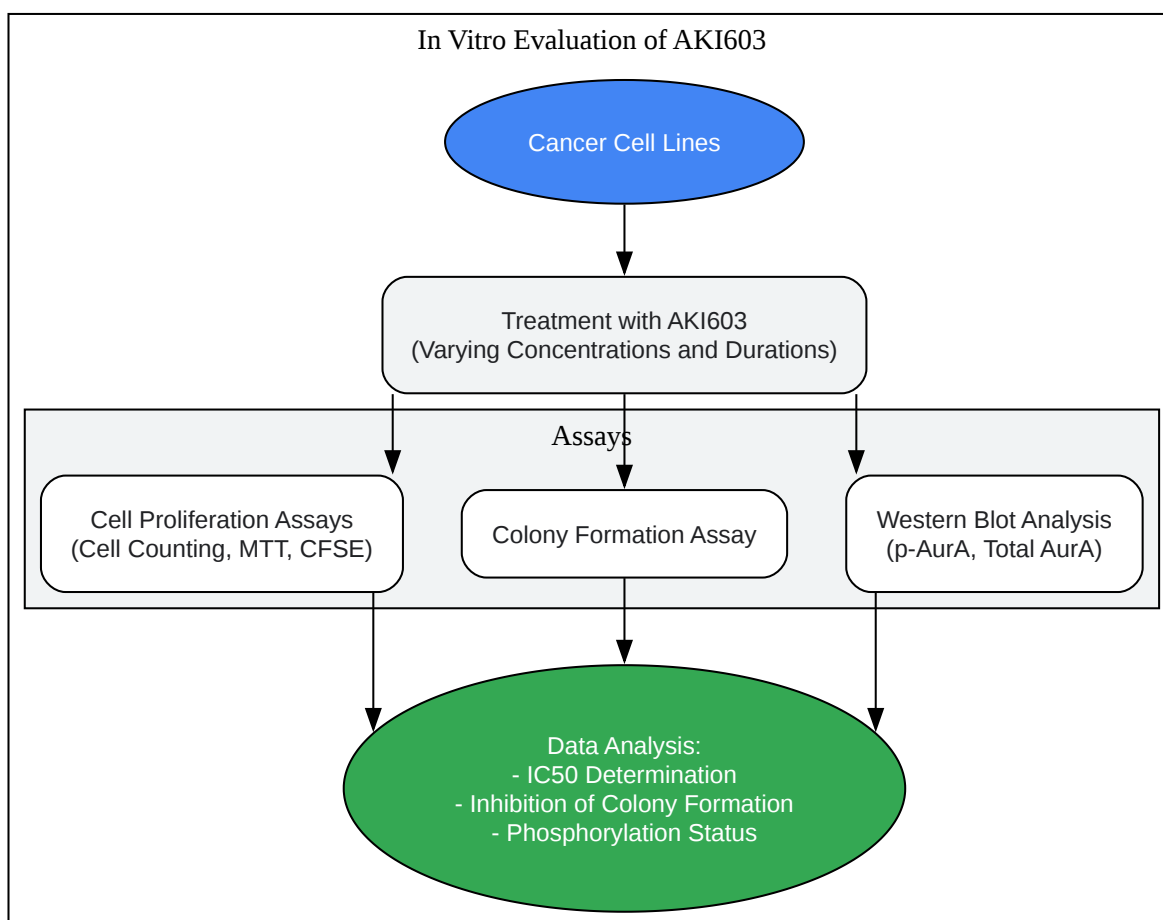 In Vitro Evaluation of AKI603
Cancer Cell Lines
Treatment with AKI603
(Varying Concentrations and Durations)
Assays
Cell Proliferation Assays
(Cell Counting, MTT, CFSE)
Colony Formation Assay
Western Blot Analysis
(p-AurA, Total AurA)
Data Analysis:
- IC50 Determination
- Inhibition of Colony Formation
- Phosphorylation Status